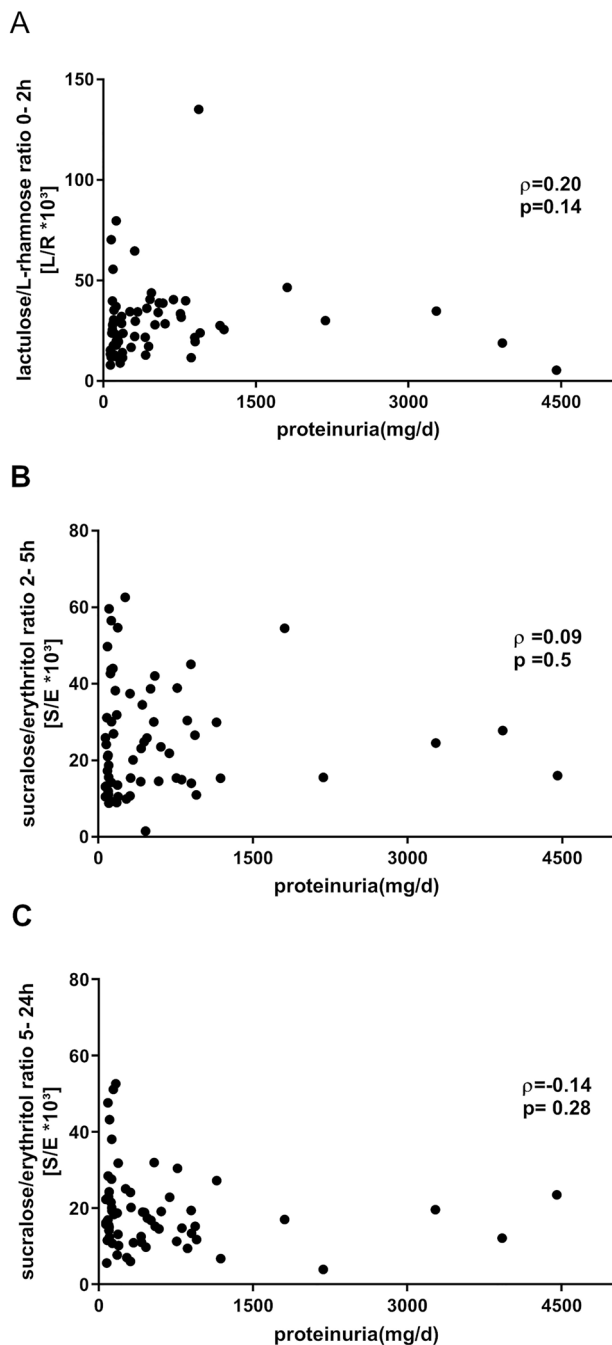 A
lactulose/L-rhamnose ratio 0- 2h
[L/R *10³]
150
100
50
0
ρ=0.20
p=0.14
0 1500 3000 4500
proteinuria(mg/d)
B
sucralose/erythritol ratio 2- 5h
[S/E *10³]
80
60
40
20
0
ρ =0.09
p =0.5
0 1500 3000 4500
proteinuria(mg/d)
C
sucralose/erythritol ratio 5- 24h
[S/E *10³]
80
60
40
20
0
ρ=-0.14
p= 0.28
0 1500 3000 4500
proteinuria(mg/d)